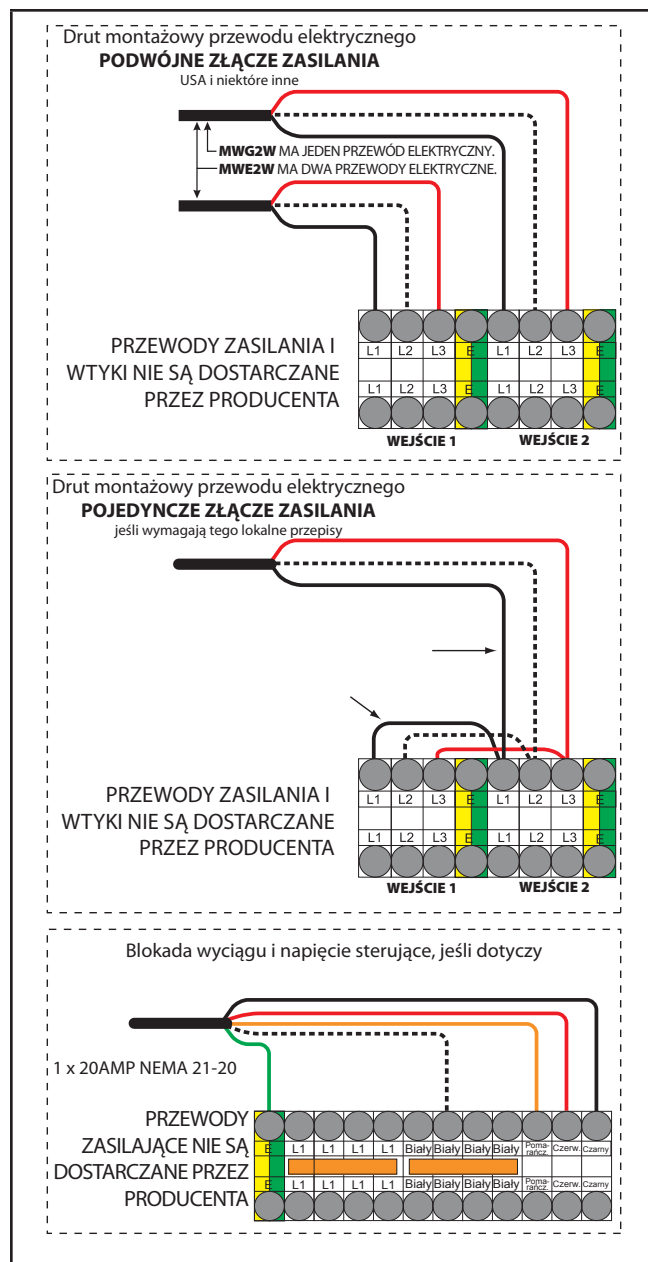 Drut montażowy przewodu elektrycznego
PODWÓJNE ZŁĄCZE ZASILANIA
USA i niektóre inne
MWG2W MA JEDEN PRZEWÓD ELEKTRYCZNY.
MWE2W MA DWA PRZEWODY ELEKTRYCZNE.
PRZEWODY ZASILANIA I
WTYKI NIE SĄ DOSTARCZANE
PRZEZ PRODUCENTA
L1 L2 L3 E L1 L2 L3 E
L1 L2 L3 E L1 L2 L3 E
WEJŚCIE 1 WEJŚCIE 2
Drut montażowy przewodu elektrycznego
POJEDYNCZE ZŁĄCZE ZASILANIA
jeśli wymagają tego lokalne przepisy
PRZEWODY ZASILANIA I
WTYKI NIE SĄ DOSTARCZANE
PRZEZ PRODUCENTA
L1 L2 L3 E L1 L2 L3 E
L1 L2 L3 E L1 L2 L3 E
WEJŚCIE 1 WEJŚCIE 2
Blokada wyciągu i napięcie sterujące, jeśli dotyczy
1 x 20AMP NEMA 21-20
PRZEWODY
ZASILAJĄCE NIE SĄ
DOSTARCZANE PRZEZ
PRODUCENTA
E L1 L1 L1 L1 Biały Biały Biały Biały Poma-rańcz. Czerw. Czarny
E L1 L1 L1 L1 Biały Biały Biały Biały Poma-rańcz. Czerw. Czarny